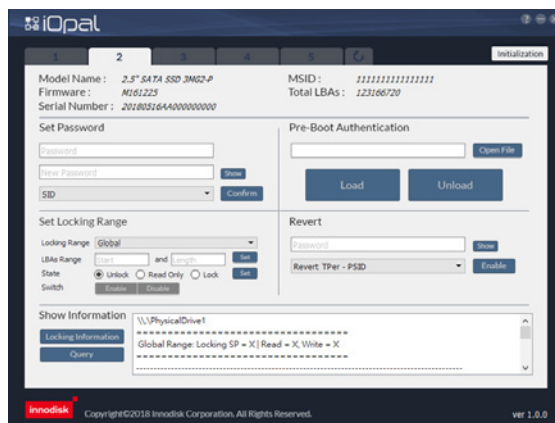 iOpal
1 2 3 4 5 Initialization
Model Name : 2.5" SATA SSD 3MG2-P MSID : 1111111111111111
Firmware : M161225 Total LBAs : 123166720
Serial Number : 20180516AA000000000
Set Password Pre-Boot Authentication
Password Open File
New Password Show Load Unload
SID Confirm
Set Locking Range Revert
Locking Range Global Password Show
LBAs Range Start and Length Set Revert TPer - PSID Enable
State Unlock Read Only Lock Set
Switch Enable Disable
Show Information \\.\PhysicalDrive1
Locking Information Global Range: Locking SP = X | Read = X, Write = X
Query
innodisk Copyright©2018 Innodisk Corporation. All Rights Reserved. ver 1.0.0